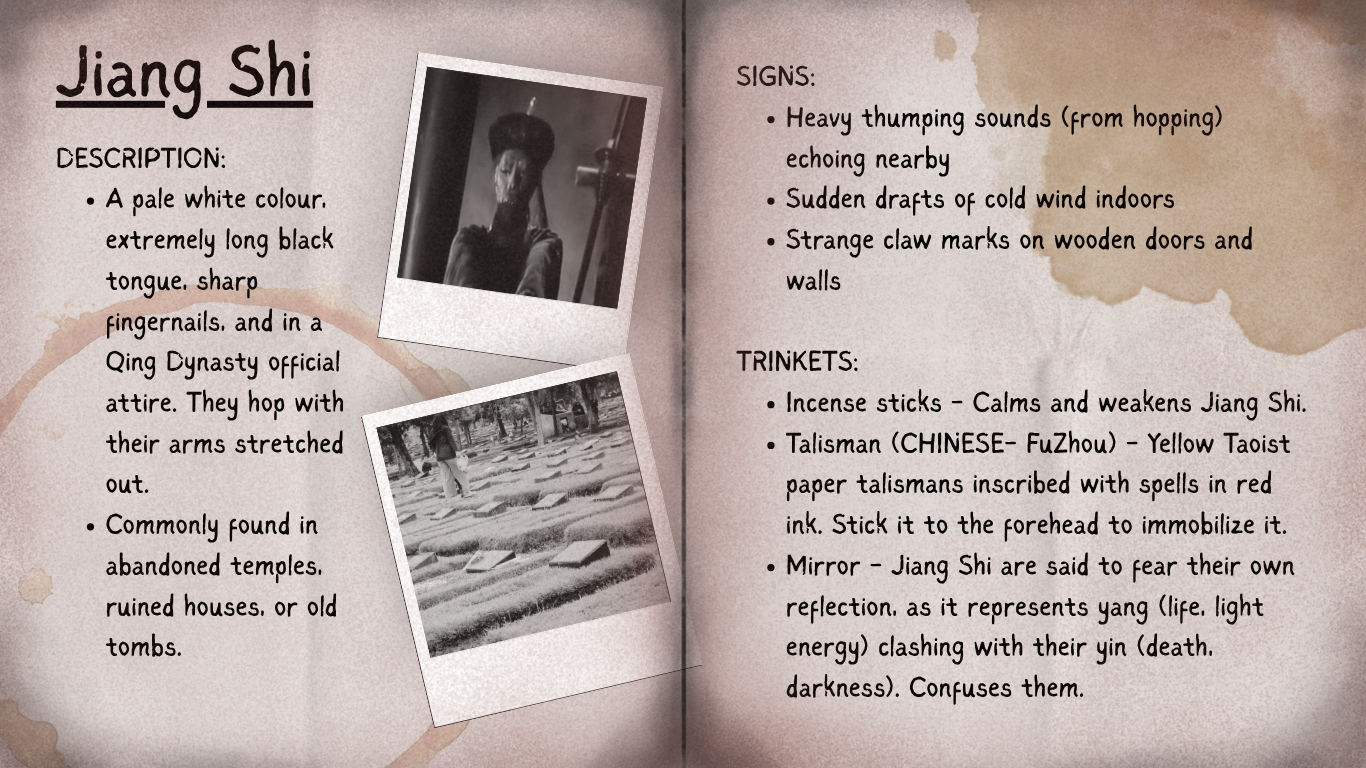 Jiang Shi
DESCRIPTION:
• A pale white colour,
extremely long black
tongue, sharp
fingernails, and in a
Qing Dynasty official
attire. They hop with
their arms stretched
out.
• Commonly found in
abandoned temples,
ruined houses, or old
tombs.
SIGNS:
• Heavy thumping sounds (from hopping)
echoing nearby
• Sudden drafts of cold wind indoors
• Strange claw marks on wooden doors and
walls
TRINKETS:
• Incense sticks - Calms and weakens Jiang Shi.
• Talisman (CHINESE- FuZhou) - Yellow Taoist
paper talismans inscribed with spells in red
ink. Stick it to the forehead to immobilize it.
• Mirror - Jiang Shi are said to fear their own
reflection, as it represents yang (life, light
energy) clashing with their yin (death,
darkness). Confuses them.